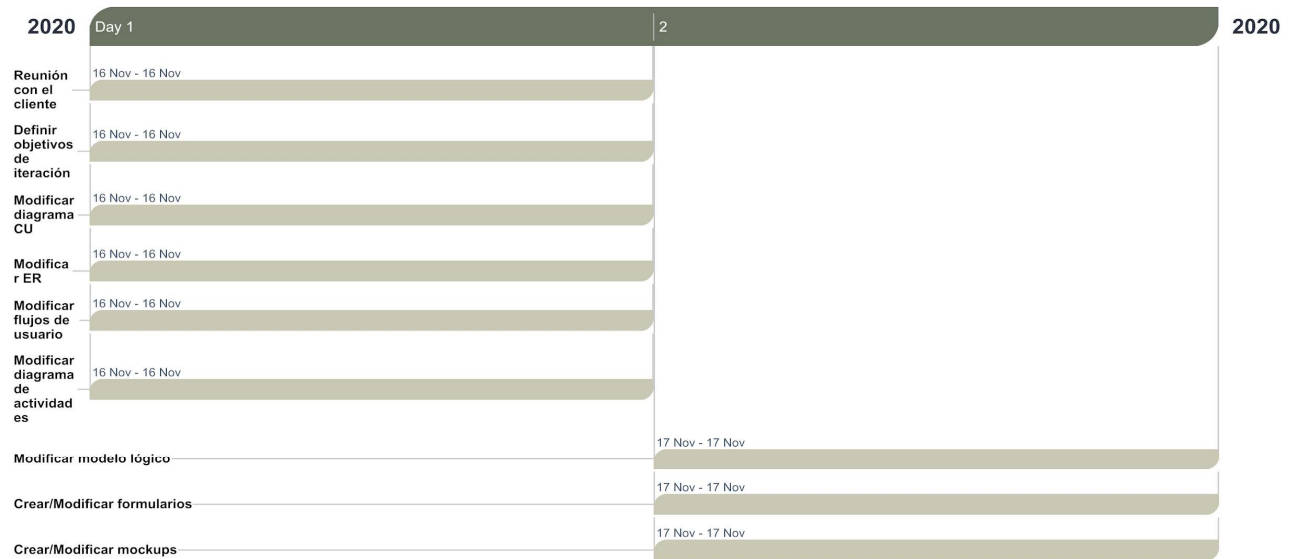 2020 Day 1 2 2020
16 Nov - 16 Nov
Reunión
con el
cliente
16 Nov - 16 Nov
Definir
objetivos
de
iteración
16 Nov - 16 Nov
Modificar
diagrama
CU
16 Nov - 16 Nov
Modifica
r ER
16 Nov - 16 Nov
Modificar
flujos de
usuario
16 Nov - 16 Nov
Modificar
diagrama
de
actividad
es
17 Nov - 17 Nov
Modificar modelo lógico
17 Nov - 17 Nov
Crear/Modificar formularios
17 Nov - 17 Nov
Crear/Modificar mockups